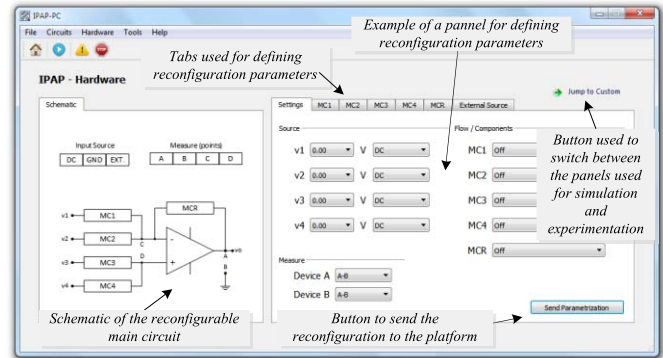 IPAP-PC
File Circuits Hardware Tools Help
Example of a pannel for defining
reconfiguration parameters
Tabs used for defining
reconfiguration parameters
IPAP - Hardware
Jump to Custom
Schematic
Settings MC1 MC2 MC3 MC4 MCR External Source
Input Source
DC GND EXT.
Measure (points)
A B C D
v1 MC1
v2 MC2
v3 MC3
v4 MC4
MCR
C
D
-
+
vo
A
B
Source
v1 0.00 V DC
v2 0.00 V DC
v3 0.00 V DC
v4 0.00 V DC
Flow / Components
MC1 Off
MC2 Off
MC3 Off
MC4 Off
MCR Off
Button used to
switch between
the panels used
for simulation
and
experimentation
Measure
Device A A-B
Device B A-B
Send Parametrization
Schematic of the reconfigurable
main circuit
Button to send the
reconfiguration to the platform